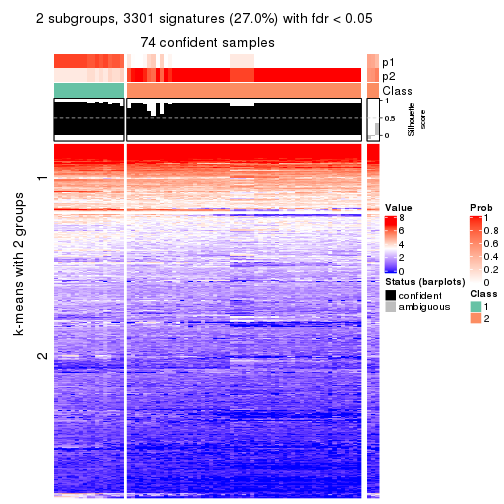 2 subgroups, 3301 signatures (27.0%) with fdr < 0.05
74 confident samples
p1
p2
Class
1
0.5
0
Silhouette
score
k-means with 2 groups
1
2
Value
8
6
4
2
0
Status (barplots)
confident
ambiguous
Prob
1
0.8
0.6
0.4
0.2
0
Class
1
2